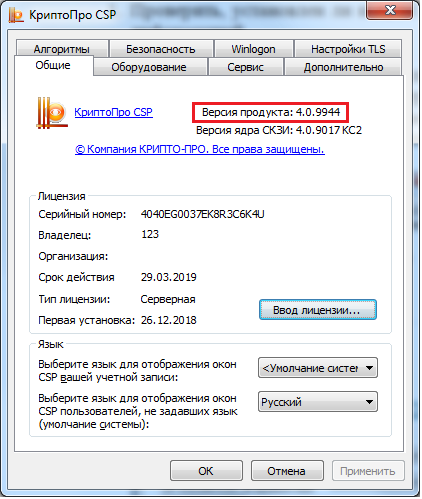 КриптоПро CSP
Алгоритмы Безопасность Winlogon Настройки TLS
Общие Оборудование Сервис Дополнительно
КриптоПро CSP
Версия продукта: 4.0.9944
Версия ядра СКЗИ: 4.0.9017 КС2
© Компания КРИПТО-ПРО. Все права защищены.
Лицензия
Серийный номер: 4040EG0037EK8R3C6K4U
Владелец: 123
Организация:
Срок действия 29.03.2019
Тип лицензии: Серверная
Ввод лицензии...
Первая установка: 26.12.2018
Язык
Выберите язык для отображения окон
CSP вашей учетной записи:
<Умолчание систем
Выберите язык для отображения окон
CSP пользователей, не задавших язык
(умолчание системы):
Русский
OK Отмена Применить